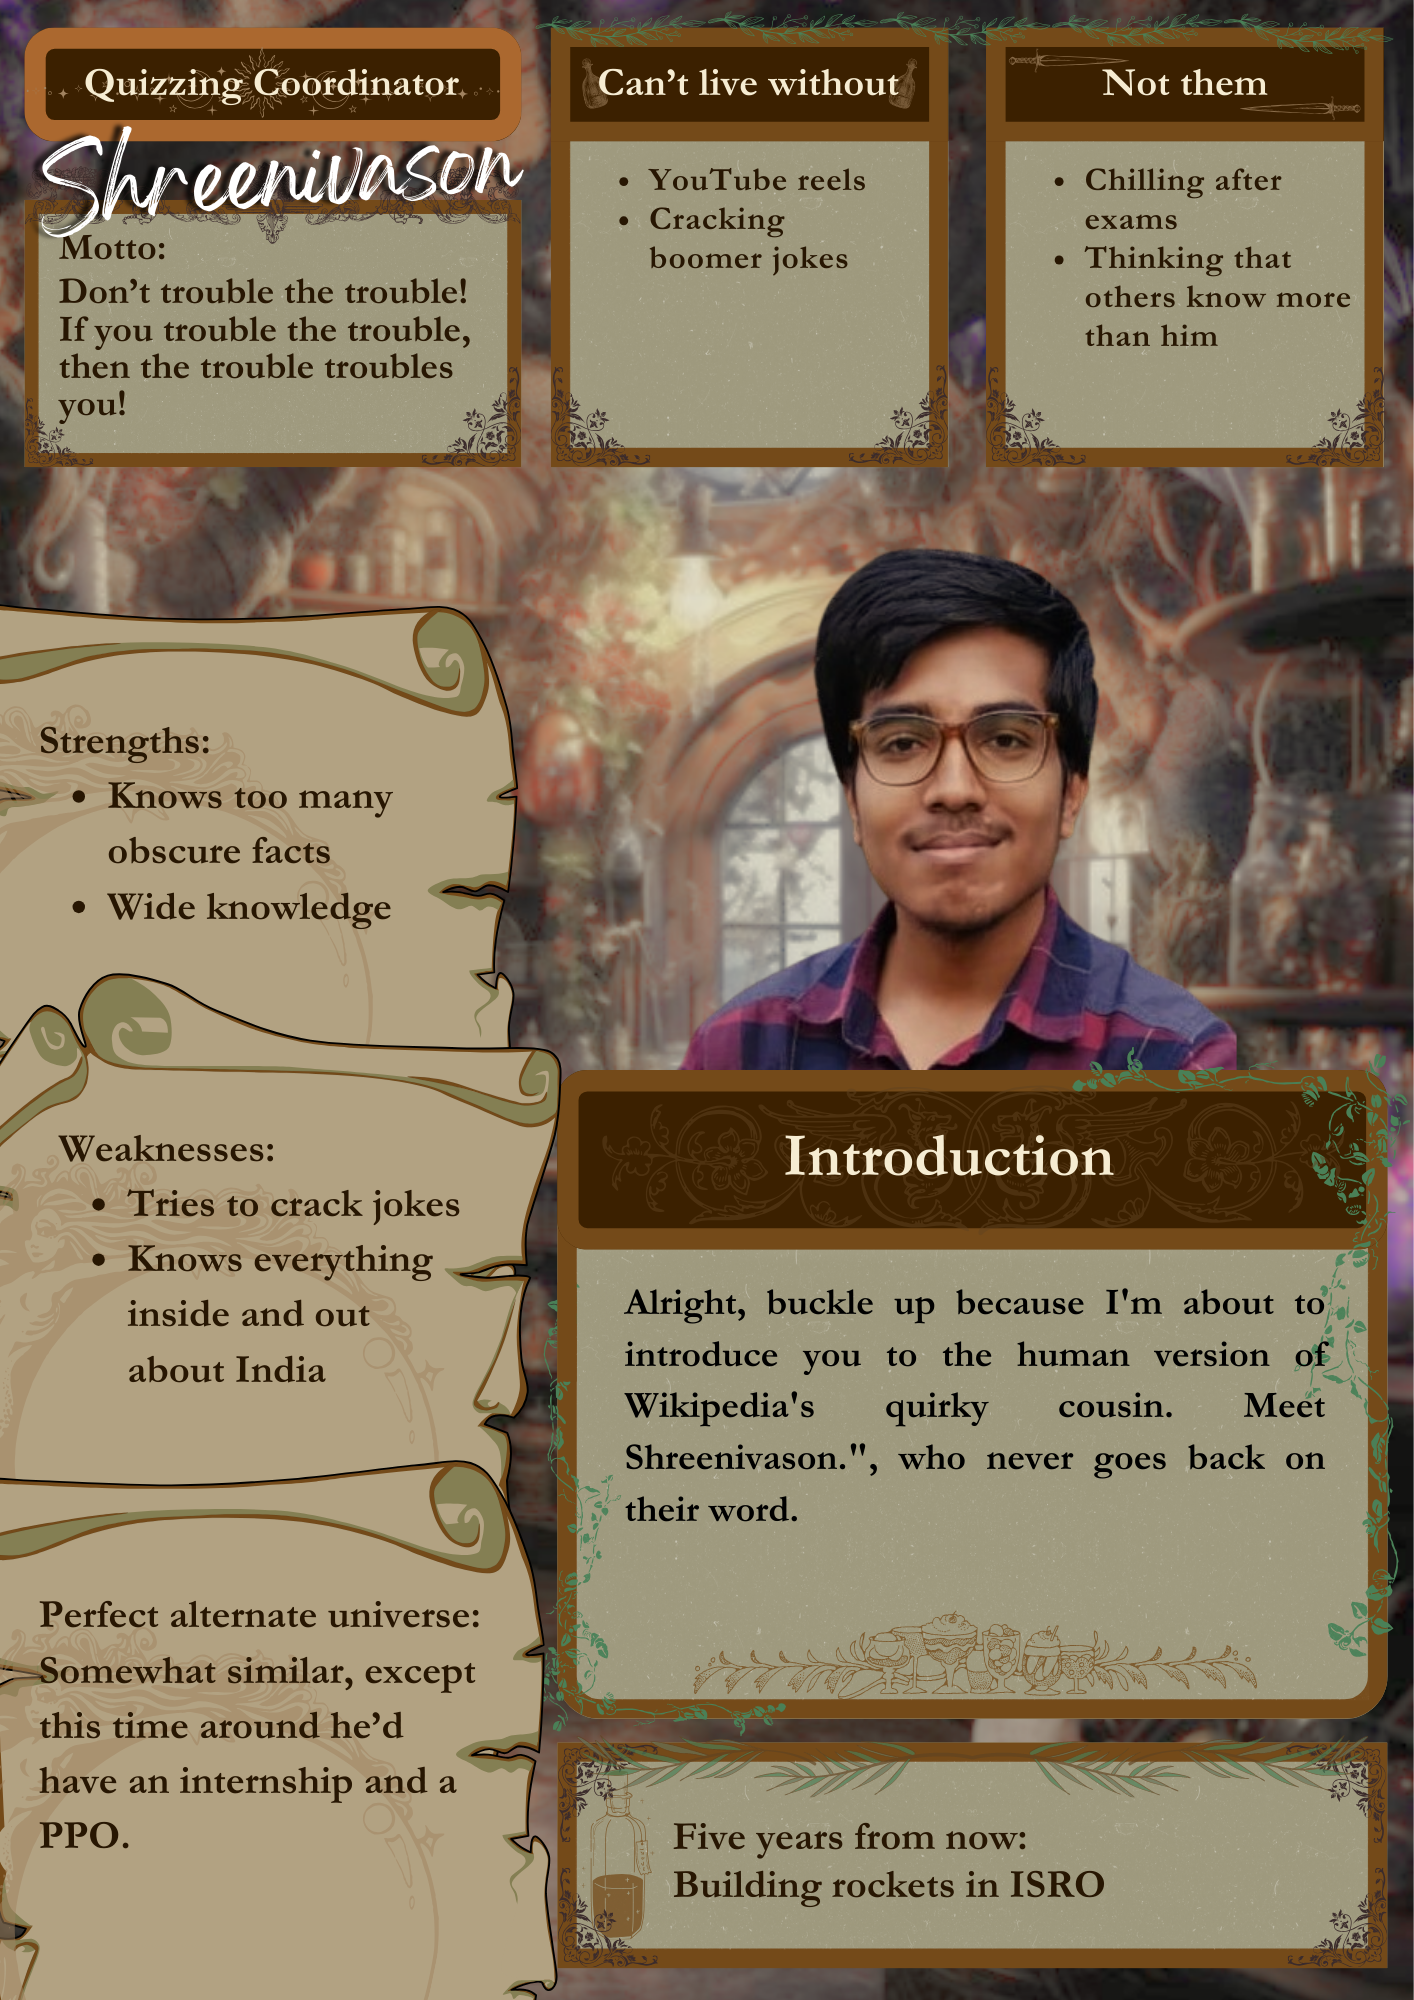 Quizzing Coordinator
Shreenivason
Motto:
Don’t trouble the trouble!
If you trouble the trouble,
then the trouble troubles
you!
Can’t live without
• YouTube reels
• Cracking
boomer jokes
Not them
• Chilling after
exams
• Thinking that
others know more
than him
Strengths:
• Knows too many
obscure facts
• Wide knowledge
Weaknesses:
• Tries to crack jokes
• Knows everything
inside and out
about India
Perfect alternate universe:
Somewhat similar, except
this time around he’d
have an internship and a
PPO.
Introduction
Alright, buckle up because I'm about to
introduce you to the human version of
Wikipedia's quirky cousin. Meet
Shreenivason.", who never goes back on
their word.
Five years from now:
Building rockets in ISRO